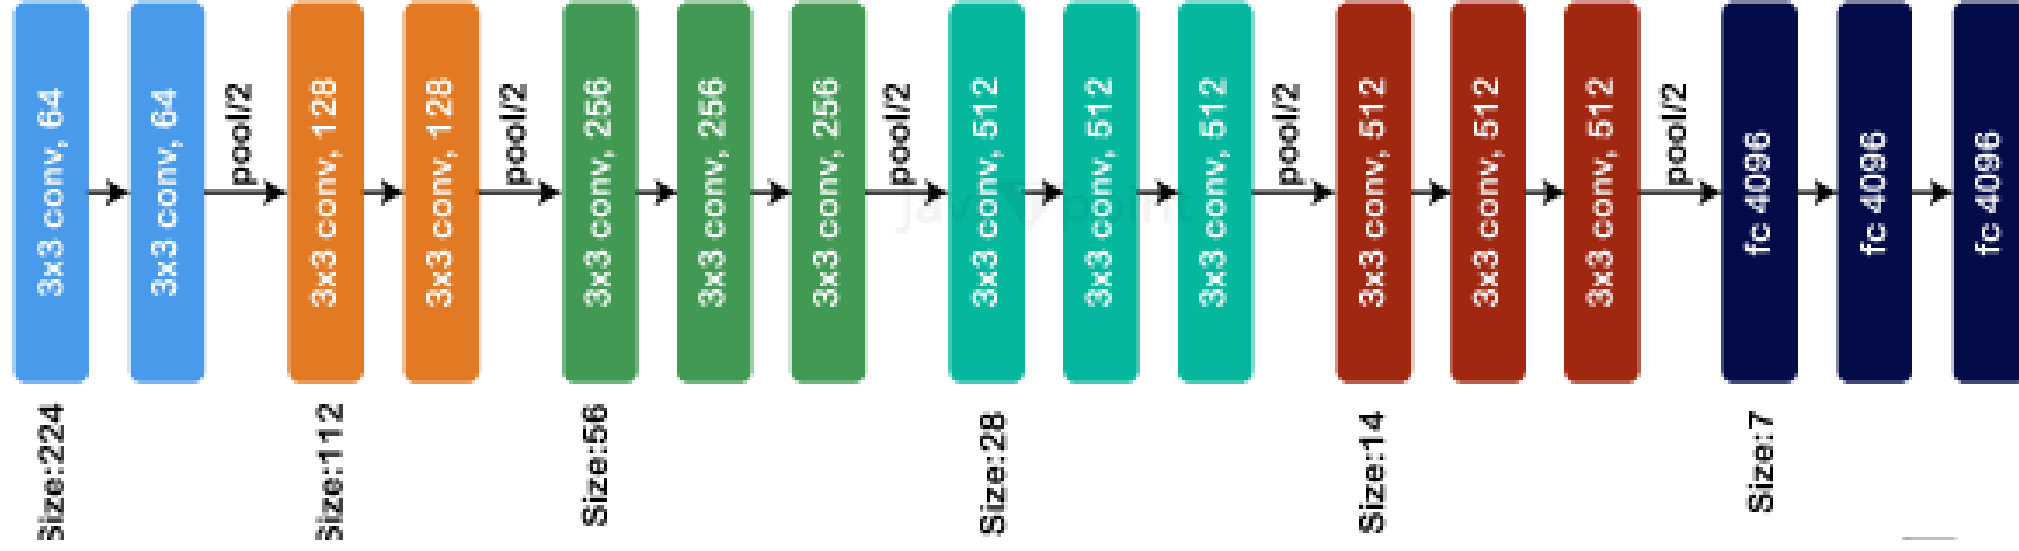 3x3 conv, 64
3x3 conv, 64
pool/2
3x3 conv, 128
3x3 conv, 128
pool/2
3x3 conv, 256
3x3 conv, 256
3x3 conv, 256
pool/2
3x3 conv, 512
3x3 conv, 512
3x3 conv, 512
pool/2
3x3 conv, 512
3x3 conv, 512
3x3 conv, 512
pool/2
fc 4096
fc 4096
fc 4096
Size:224
Size:112
Size:56
Size:28
Size:14
Size:7